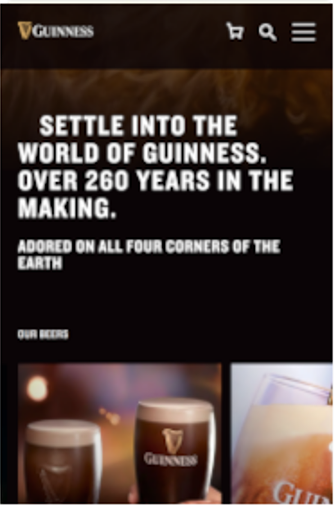 GUINNESS
SETTLE INTO THE
WORLD OF GUINNESS.
OVER 260 YEARS IN THE
MAKING.
ADORED ON ALL FOUR CORNERS OF THE
EARTH
OUR BEERS
GUINNESS
GUI